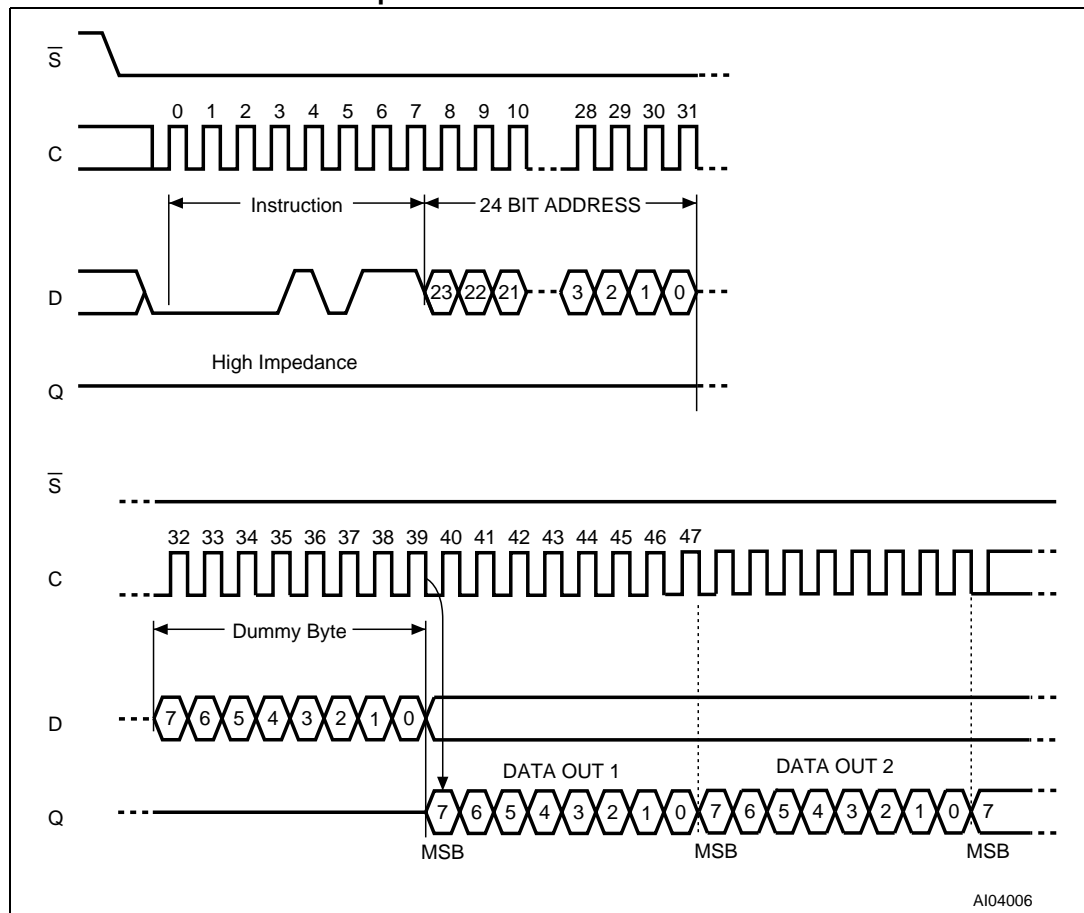 S̅
0 1 2 3 4 5 6 7 8 9 10 28 29 30 31
C
Instruction 24 BIT ADDRESS
D 23 22 21 3 2 1 0
High Impedance
Q
S̅
32 33 34 35 36 37 38 39 40 41 42 43 44 45 46 47
C
Dummy Byte
D 7 6 5 4 3 2 1 0
DATA OUT 1 DATA OUT 2
Q 7 6 5 4 3 2 1 0 7 6 5 4 3 2 1 0 7
MSB MSB MSB
AI04006